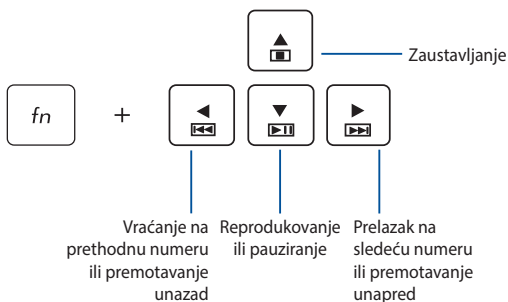 Zaustavljanje
fn
+
Vraćanje na
prethodnu numeru
ili premotavanje
unazad
Reprodukovanje
ili pauziranje
Prelazak na
sledeću numeru
ili premotavanje
unapred